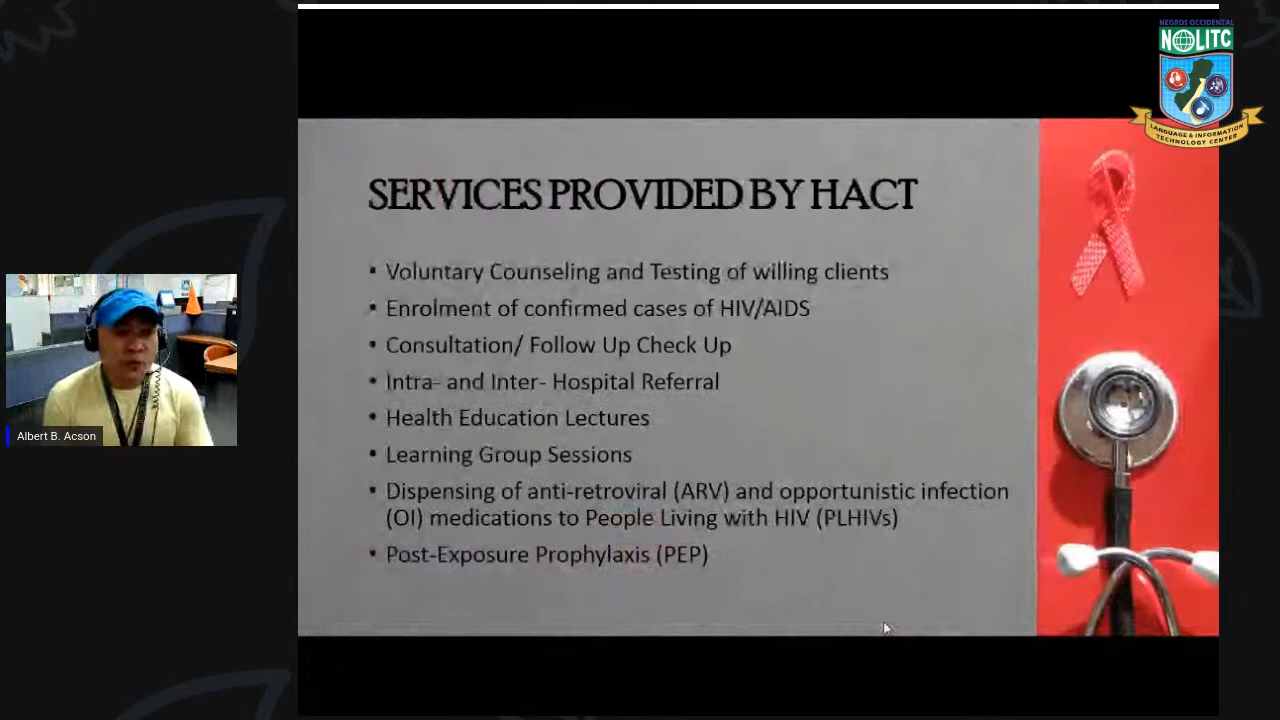 NEGROS OCCIDENTAL
NOLITC
LANGUAGE & INFORMATION
TECHNOLOGY CENTER
SERVICES PROVIDED BY HACT
• Voluntary Counseling and Testing of willing clients
• Enrolment of confirmed cases of HIV/AIDS
• Consultation/ Follow Up Check Up
• Intra- and Inter- Hospital Referral
• Health Education Lectures
• Learning Group Sessions
• Dispensing of anti-retroviral (ARV) and opportunistic infection
(OI) medications to People Living with HIV (PLHIVs)
• Post-Exposure Prophylaxis (PEP)
Albert B. Acson